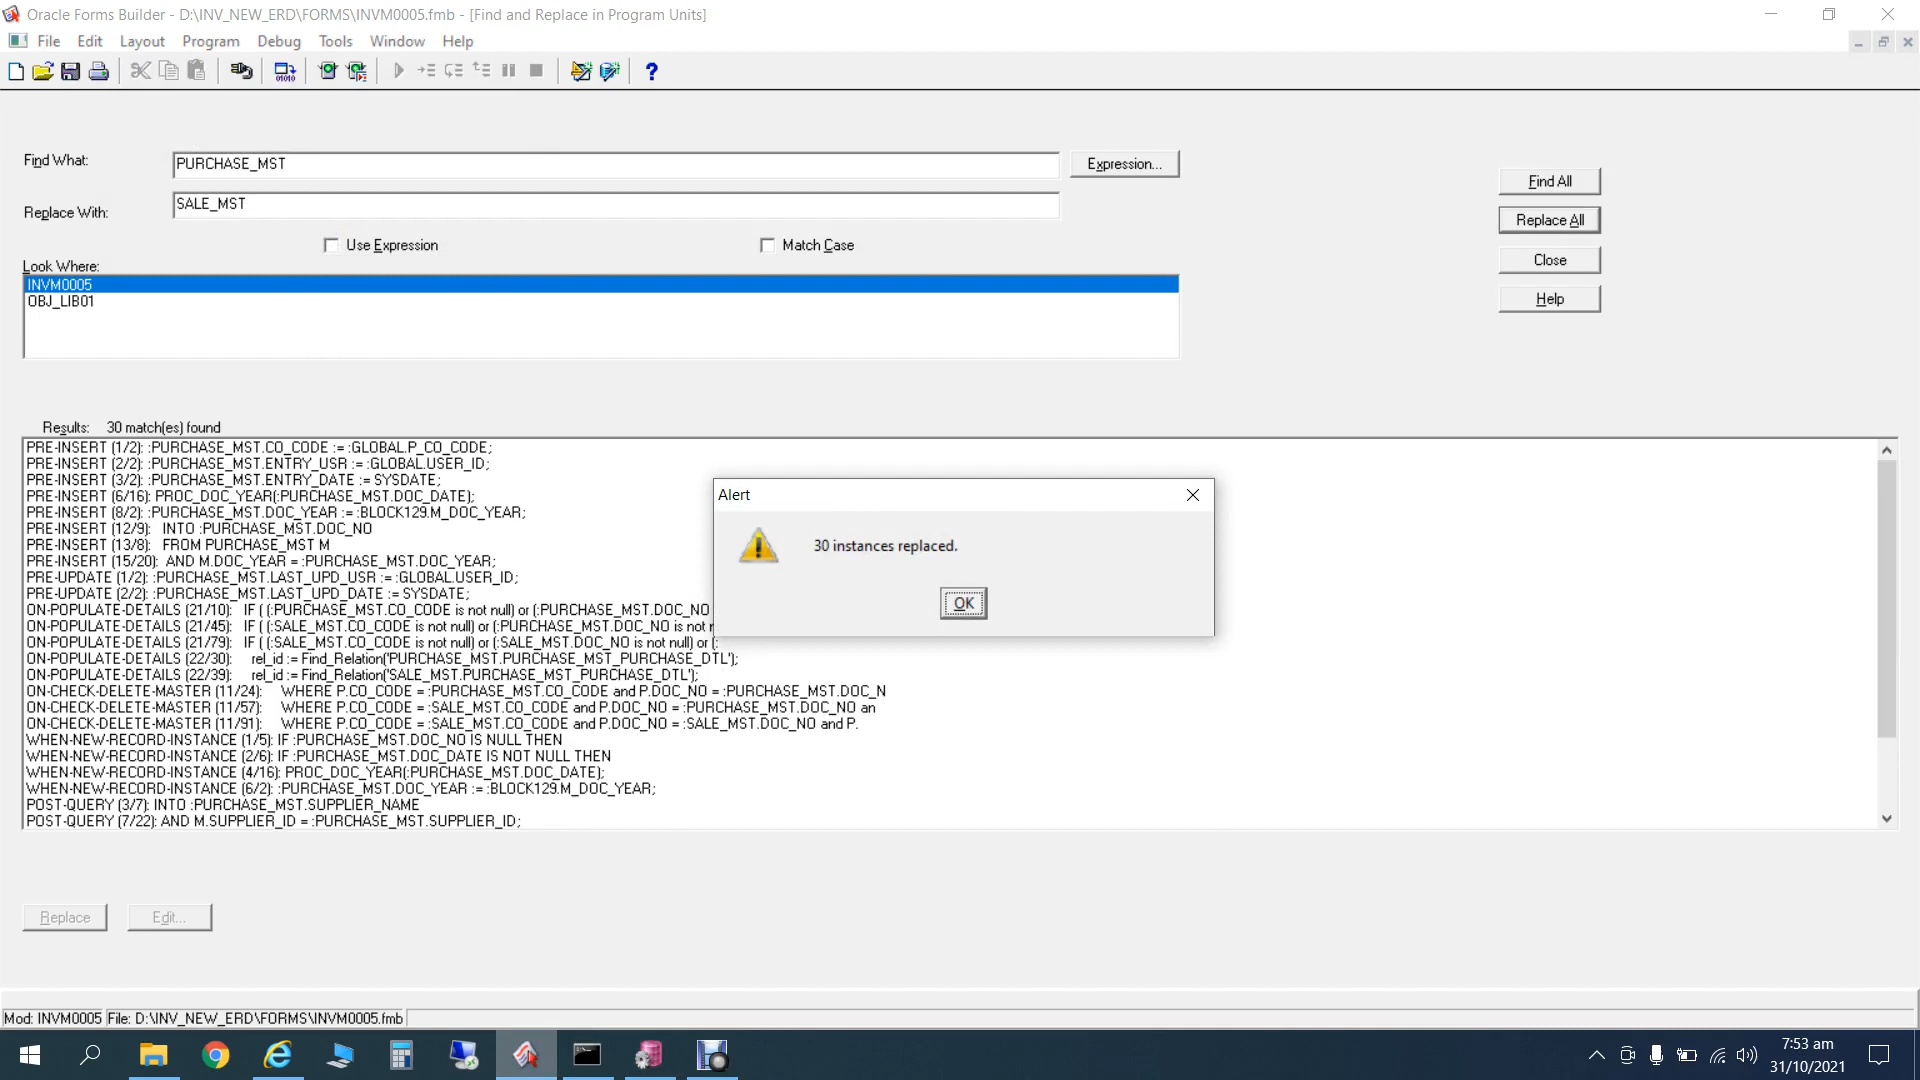 Oracle Forms Builder - D:\INV_NEW_ERD\FORMS\INVM0005.fmb - [Find and Replace in Program Units]
File Edit Layout Program Debug Tools Window Help
Find What:
PURCHASE_MST
Expression...
Replace With:
SALE_MST
Use Expression
Match Case
Find All
Replace All
Close
Help
Look Where:
INVM0005
OBJ_LIB01
Results: 30 match(es) found
PRE-INSERT (1/2): :PURCHASE_MST.CO_CODE := :GLOBAL.P_CO_CODE;
PRE-INSERT (2/2): :PURCHASE_MST.ENTRY_USR := :GLOBAL.USER_ID;
PRE-INSERT (3/2): :PURCHASE_MST.ENTRY_DATE := SYSDATE;
PRE-INSERT (6/16): PROC_DOC_YEAR(:PURCHASE_MST.DOC_DATE);
PRE-INSERT (8/2): :PURCHASE_MST.DOC_YEAR := :BLOCK129.M_DOC_YEAR;
PRE-INSERT (12/9): INTO :PURCHASE_MST.DOC_NO
PRE-INSERT (13/8): FROM PURCHASE_MST M
PRE-INSERT (15/20): AND M.DOC_YEAR = :PURCHASE_MST.DOC_YEAR;
PRE-UPDATE (1/2): :PURCHASE_MST.LAST_UPD_USR := :GLOBAL.USER_ID;
PRE-UPDATE (2/2): :PURCHASE_MST.LAST_UPD_DATE := SYSDATE;
ON-POPULATE-DETAILS (21/10): IF ( (:PURCHASE_MST.CO_CODE is not null) or (:PURCHASE_MST.DOC_NO
ON-POPULATE-DETAILS (21/45): IF ( (:SALE_MST.CO_CODE is not null) or (:PURCHASE_MST.DOC_NO is not
ON-POPULATE-DETAILS (21/79): IF ( (:SALE_MST.CO_CODE is not null) or (:SALE_MST.DOC_NO is not null) or (:
ON-POPULATE-DETAILS (22/30): rel_id := Find_Relation('PURCHASE_MST.PURCHASE_MST_PURCHASE_DTL');
ON-POPULATE-DETAILS (22/39): rel_id := Find_Relation('SALE_MST.PURCHASE_MST_PURCHASE_DTL');
ON-CHECK-DELETE-MASTER (11/24): WHERE P.CO_CODE = :PURCHASE_MST.CO_CODE and P.DOC_NO = :PURCHASE_MST.DOC_N
ON-CHECK-DELETE-MASTER (11/57): WHERE P.CO_CODE = :SALE_MST.CO_CODE and P.DOC_NO = :PURCHASE_MST.DOC_NO an
ON-CHECK-DELETE-MASTER (11/91): WHERE P.CO_CODE = :SALE_MST.CO_CODE and P.DOC_NO = :SALE_MST.DOC_NO and P.
WHEN-NEW-RECORD-INSTANCE (1/5): IF :PURCHASE_MST.DOC_NO IS NULL THEN
WHEN-NEW-RECORD-INSTANCE (2/6): IF :PURCHASE_MST.DOC_DATE IS NOT NULL THEN
WHEN-NEW-RECORD-INSTANCE (4/16): PROC_DOC_YEAR(:PURCHASE_MST.DOC_DATE);
WHEN-NEW-RECORD-INSTANCE (6/2): :PURCHASE_MST.DOC_YEAR := :BLOCK129.M_DOC_YEAR;
POST-QUERY (3/7): INTO :PURCHASE_MST.SUPPLIER_NAME
POST-QUERY (7/22): AND M.SUPPLIER_ID = :PURCHASE_MST.SUPPLIER_ID;
Alert
30 instances replaced.
OK
Replace
Edit...
Mod: INVM0005 File: D:\INV_NEW_ERD\FORMS\INVM0005.fmb
7:53 am
31/10/2021